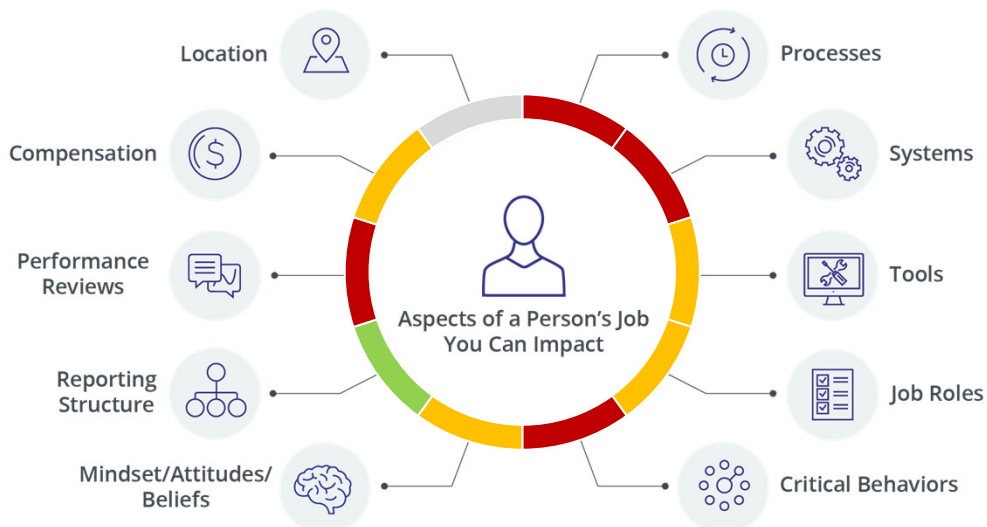 Location
Processes
Compensation
Systems
Performance
Reviews
Tools
Aspects of a Person's Job
You Can Impact
Reporting
Structure
Job Roles
Mindset/Attitudes/
Beliefs
Critical Behaviors